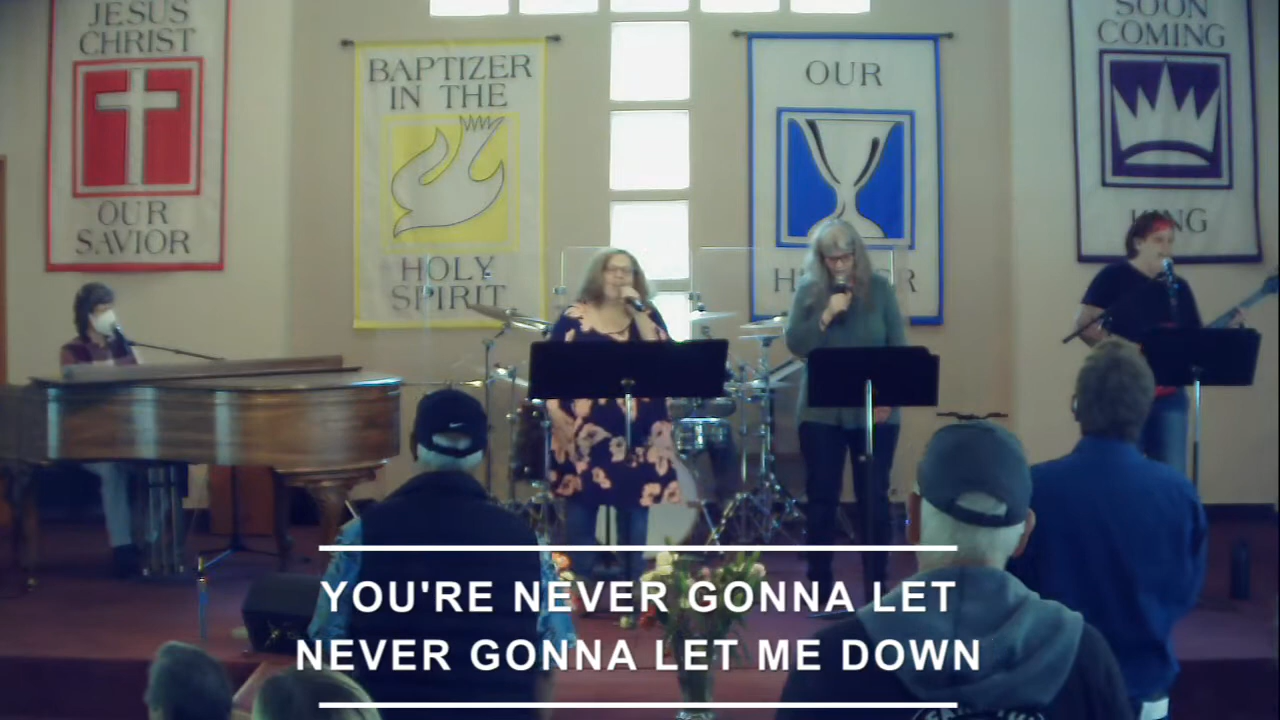 JESUS
CHRIST
OUR
SAVIOR
BAPTIZER
IN THE
HOLY
SPIRIT
OUR
SOON
COMING
KING
YOU'RE NEVER GONNA LET
NEVER GONNA LET ME DOWN